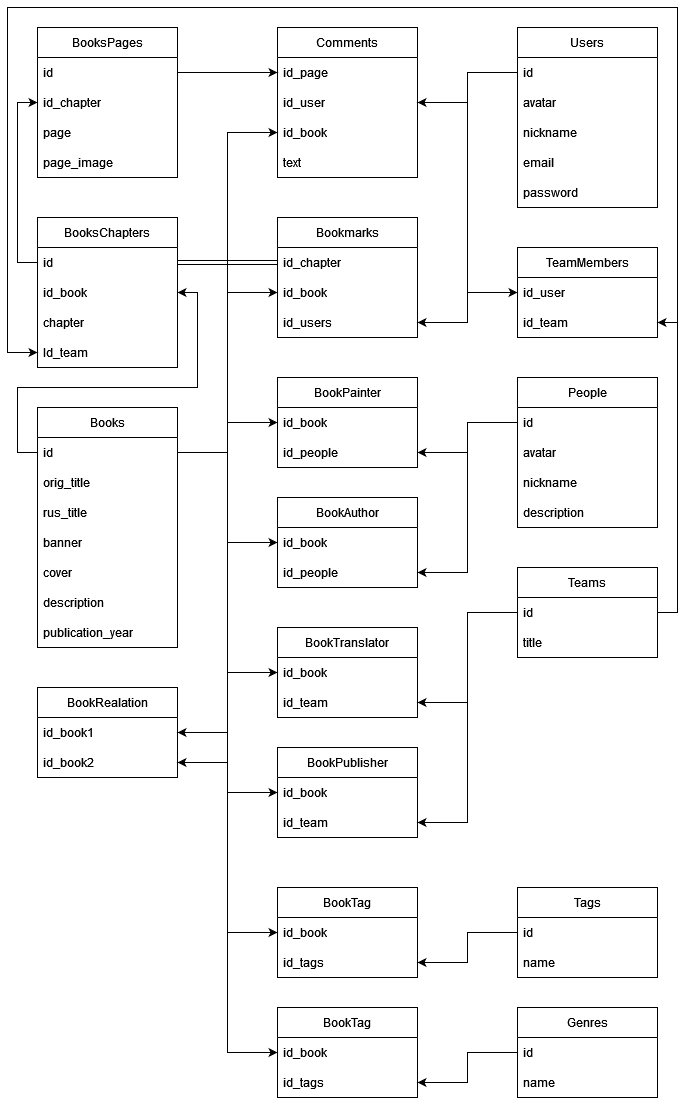 BooksPages
id
id_chapter
page
page_image
BooksChapters
id
id_book
chapter
Id_team
Books
id
orig_title
rus_title
banner
cover
description
publication_year
BookRealation
id_book1
id_book2
Comments
id_page
id_user
id_book
text
Bookmarks
id_chapter
id_book
id_users
BookPainter
id_book
id_people
BookAuthor
id_book
id_people
BookTranslator
id_book
id_team
BookPublisher
id_book
id_team
BookTag
id_book
id_tags
BookTag
id_book
id_tags
Users
id
avatar
nickname
email
password
TeamMembers
id_user
id_team
People
id
avatar
nickname
description
Teams
id
title
Tags
id
name
Genres
id
name